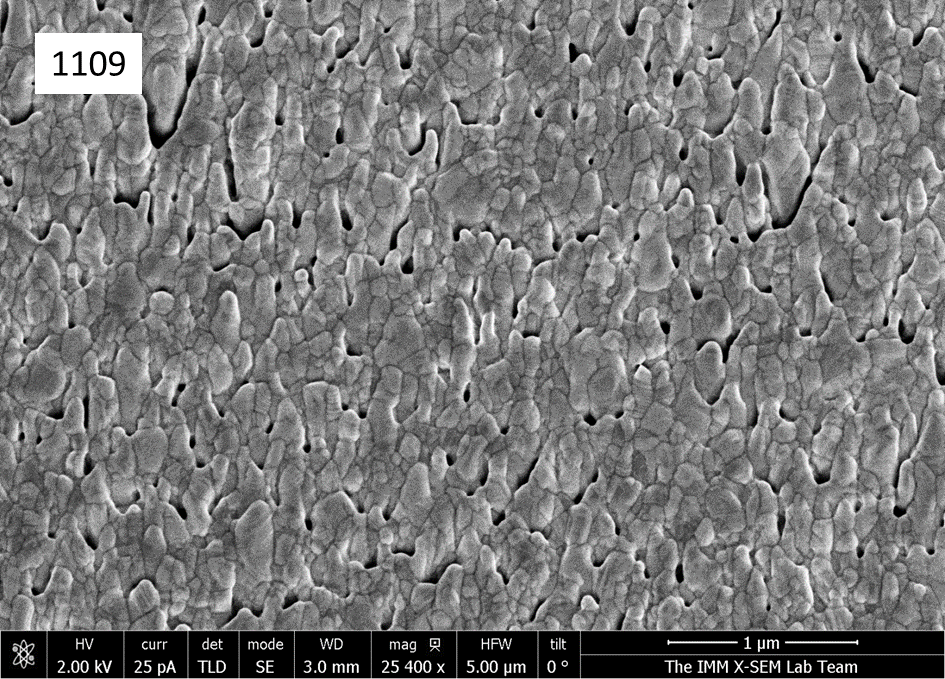 1109
HV curr det mode WD mag HFW tilt 1 µm
2.00 kV 25 pA TLD SE 3.0 mm 25 400 x 5.00 µm 0 ° The IMM X-SEM Lab Team